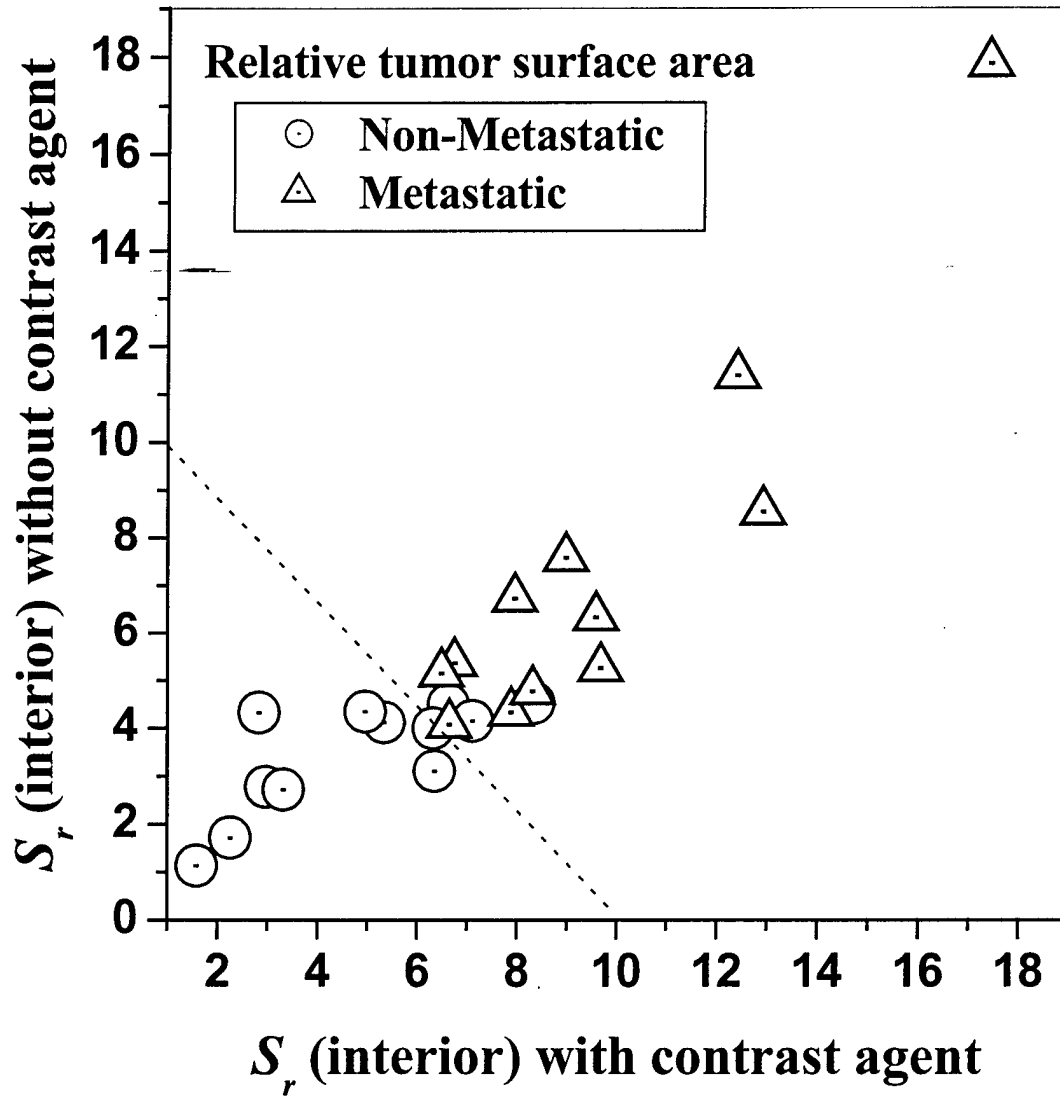 Relative tumor surface area
Non-Metastatic
Metastatic
S_r (interior) without contrast agent
18
16
14
12
10
8
6
4
2
0
2 4 6 8 10 12 14 16 18
S_r (interior) with contrast agent